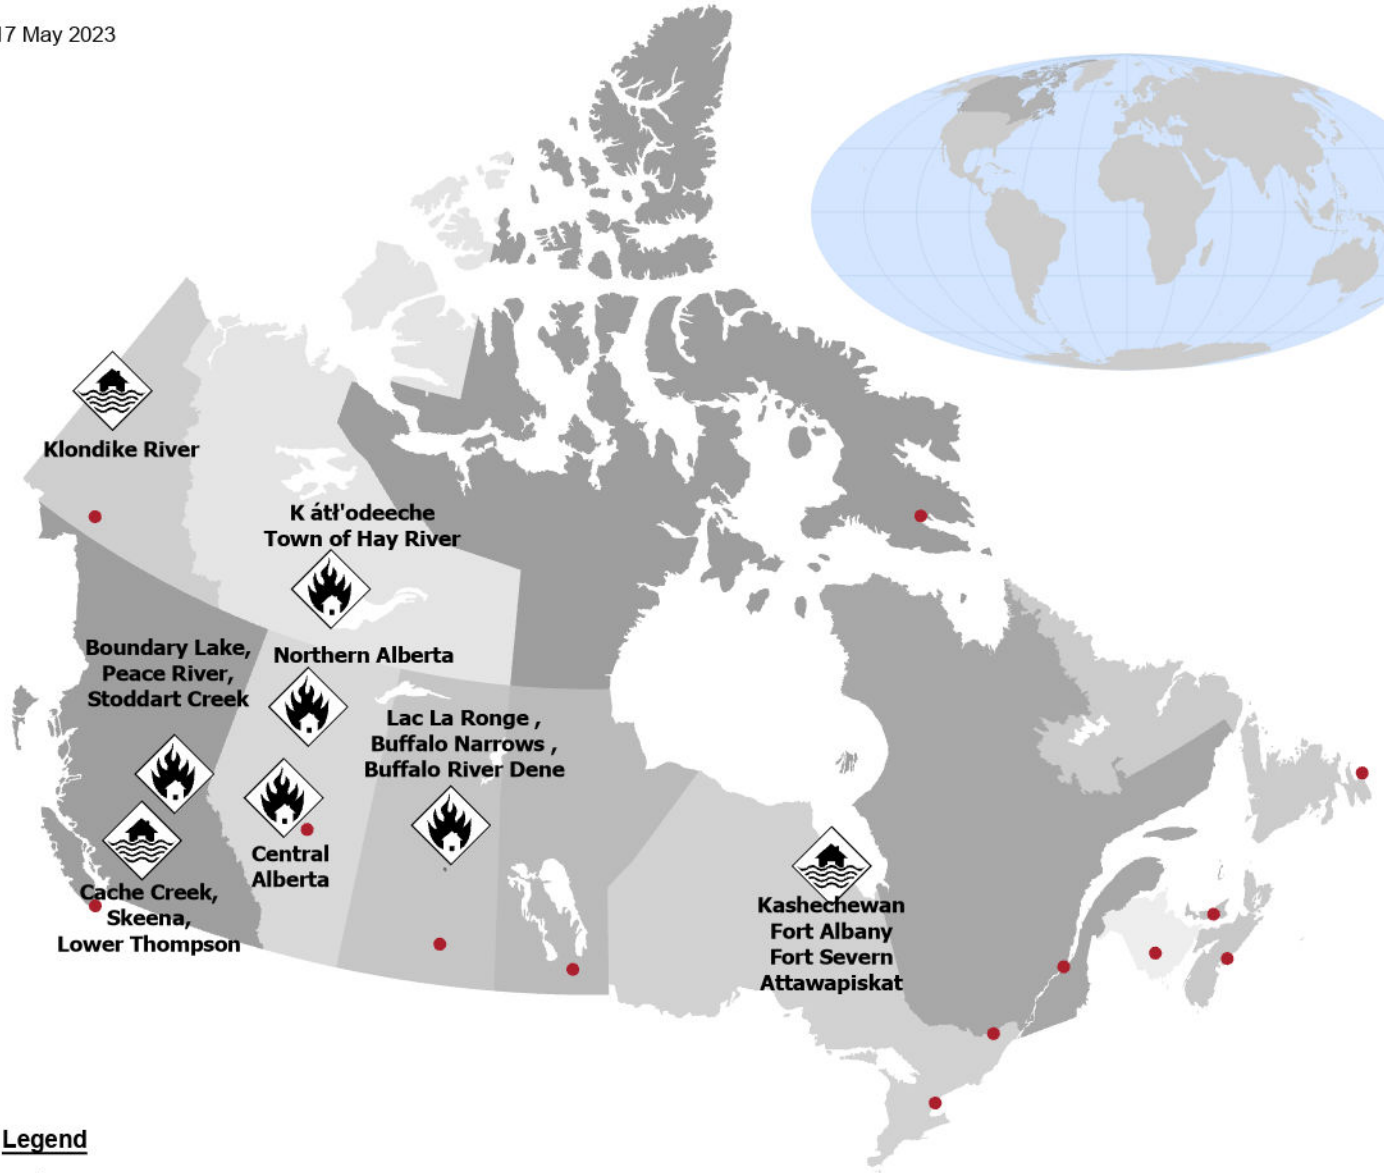 17 May 2023
Klondike River
K átł'odeeche
Town of Hay River
Boundary Lake,
Peace River,
Stoddart Creek
Northern Alberta
Lac La Ronge ,
Buffalo Narrows ,
Buffalo River Dene
Central
Alberta
Cache Creek,
Skeena,
Lower Thompson
Kashechewan
Fort Albany
Fort Severn
Attawapiskat
Legend